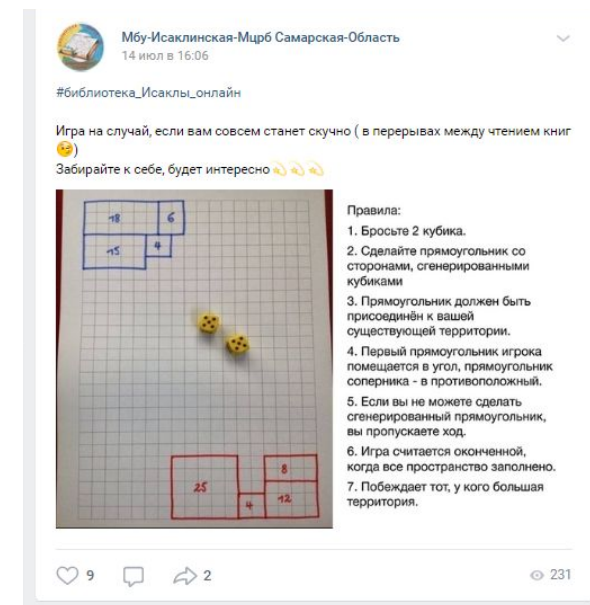 Мбу-Исаклинская-Мцрб Самарская-Область
14 июл в 16:06
#библиотека_Исаклы_онлайн
Игра на случай, если вам совсем станет скучно ( в перерывах между чтением книг
😉)
Забирайте к себе, будет интересно💫💫💫
18
6
15
4
25
8
4
12
Правила:
1. Бросьте 2 кубика.
2. Сделайте прямоугольник со
сторонами, сгенерированными
кубиками
3. Прямоугольник должен быть
присоединён к вашей
существующей территории.
4. Первый прямоугольник игрока
помещается в угол, прямоугольник
соперника - в противоположный.
5. Если вы не можете сделать
сгенерированный прямоугольник,
вы пропускаете ход.
6. Игра считается оконченной,
когда все пространство заполнено.
7. Побеждает тот, у кого большая
территория.
9
2
231